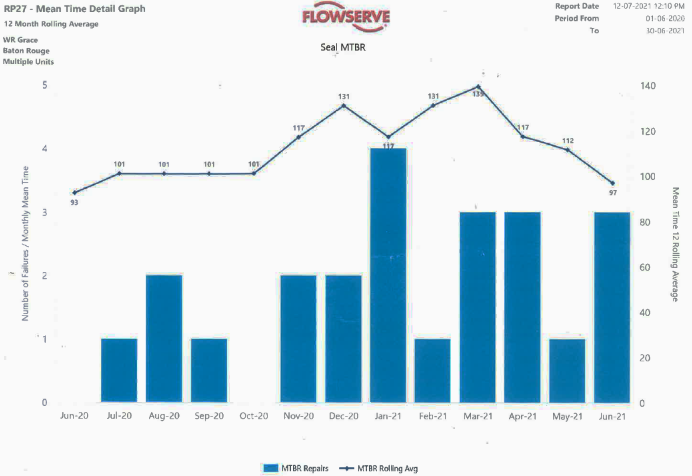 RP27 - Mean Time Detail Graph
12 Month Rolling Average
WR Grace
Baton Rouge
Multiple Units
FLOWSERVE
Report Date 12-07-2021 12:10 PM
Period From 01-06-2020
To 30-06-2021
Seal MTBR
Number of Failures / Monthly Mean Time
5
4
3
2
1
0
93
101
101
101
101
117
131
117
131
139
117
112
97
140
120
100
80
60
40
20
0
Mean Time 12 Rolling Average
Jun-20 Jul-20 Aug-20 Sep-20 Oct-20 Nov-20 Dec-20 Jan-21 Feb-21 Mar-21 Apr-21 May-21 Jun-21
MTBR Repairs MTBR Rolling Avg